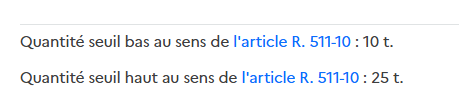 Quantité seuil bas au sens de l'article R. 511-10 : 10 t.
Quantité seuil haut au sens de l'article R. 511-10 : 25 t.